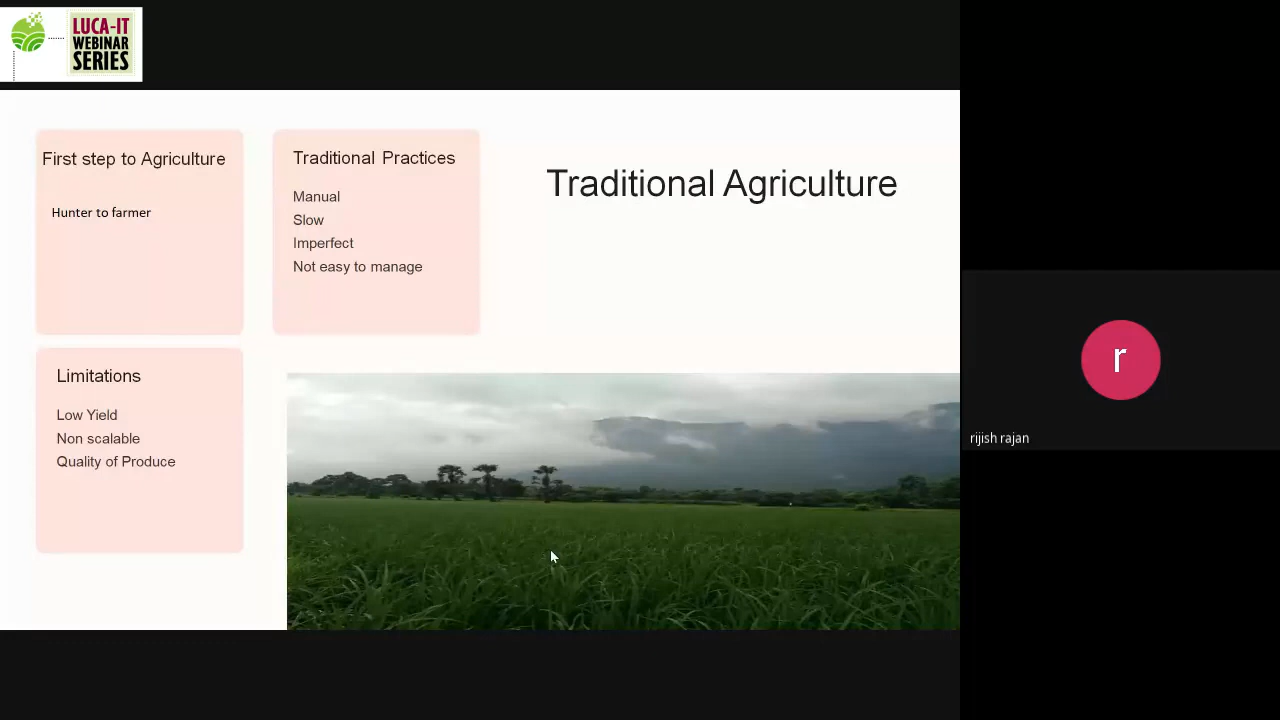 LUCA-IT
WEBINAR
SERIES
First step to Agriculture
Hunter to farmer
Traditional Practices
Manual
Slow
Imperfect
Not easy to manage
Traditional Agriculture
Limitations
Low Yield
Non scalable
Quality of Produce
r
rijish rajan